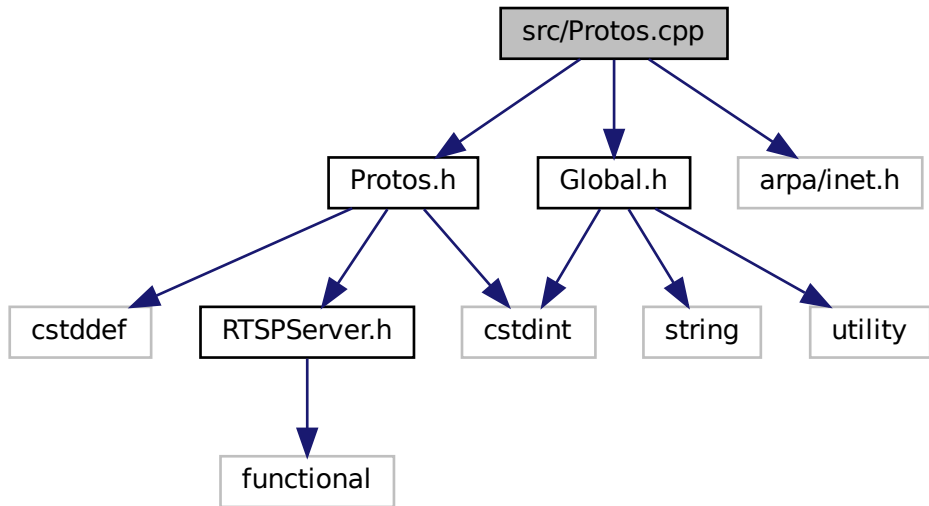 src/Protos.cpp
Protos.h
Global.h
arpa/inet.h
cstddef
RTSPServer.h
cstdint
string
utility
functional